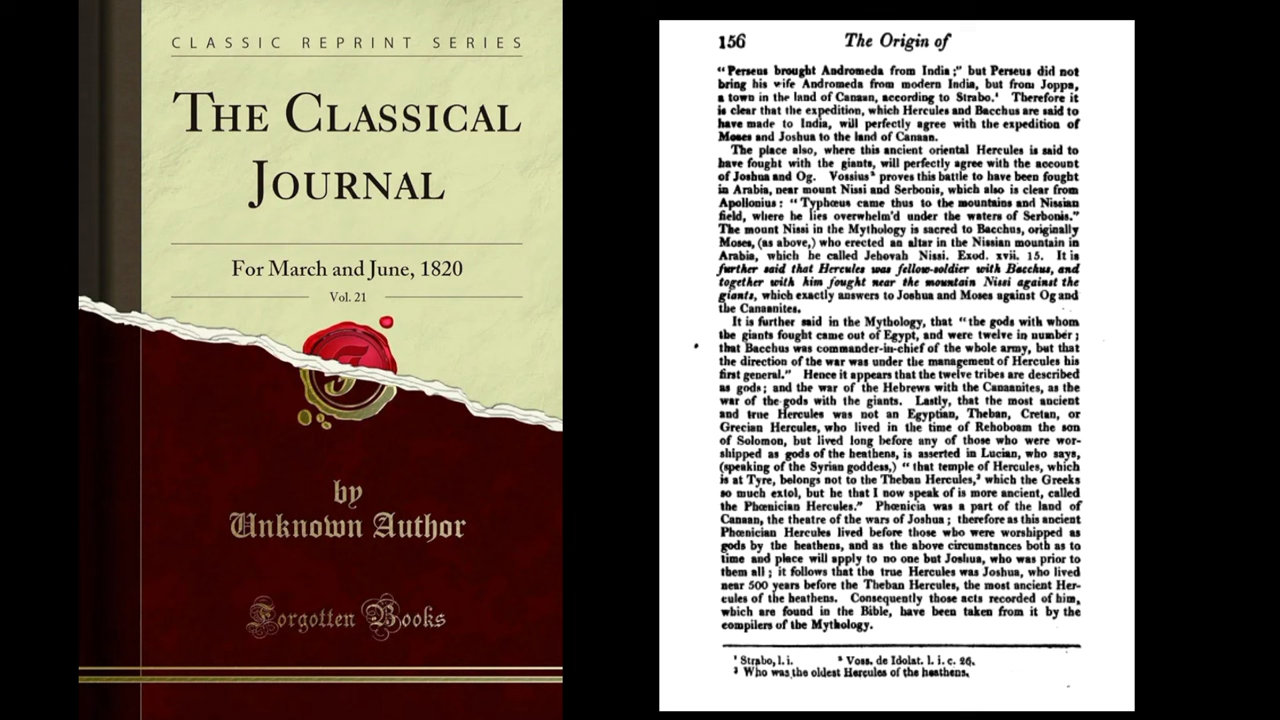 CLASSIC REPRINT SERIES
THE CLASSICAL
JOURNAL
For March and June, 1820
Vol. 21
by
Unknown Author
Forgotten Books
156
The Origin of
“Perseus brought Andromeda from India;” but Perseus did not
bring his wife Andromeda from modern India, but from Joppa,
a town in the land of Canaan, according to Strabo.¹ Therefore it
is clear that the expedition, which Hercules and Bacchus are said to
have made to India, will perfectly agree with the expedition of
Moses and Joshua to the land of Canaan.
The place also, where this ancient oriental Hercules is said to
have fought with the giants, will perfectly agree with the account
of Joshua and Og. Vossius² proves this battle to have been fought
in Arabia, near mount Nissi and Serbonis, which also is clear from
Apollonius: “Typhœus came thus to the mountains and Nissian
field, where he lies overwhelm'd under the waters of Serbonis.”
The mount Nissi in the Mythology is sacred to Bacchus, originally
Moses, (as above,) who erected an altar in the Nissian mountain in
Arabia, which he called Jehovah Nissi. Exod. xvii. 15. It is
further said that Hercules was fellow-soldier with Bacchus, and
together with him fought near the mountain Nissi against the
giants, which exactly answers to Joshua and Moses against Og and
the Canaanites.
It is further said in the Mythology, that “the gods with whom
the giants fought came out of Egypt, and were twelve in number;
that Bacchus was commander-in-chief of the whole army, but that
the direction of the war was under the management of Hercules his
first general.” Hence it appears that the twelve tribes are described
as gods; and the war of the Hebrews with the Canaanites, as the
war of the gods with the giants. Lastly, that the most ancient
and true Hercules was not an Egyptian, Theban, Cretan, or
Grecian Hercules, who lived in the time of Rehoboam the son
of Solomon, but lived long before any of those who were wor-
shipped as gods of the heathens, is asserted in Lucian, who says,
(speaking of the Syrian goddess,) “that temple of Hercules, which
is at Tyre, belongs not to the Theban Hercules,³ which the Greeks
so much extol, but he that I now speak of is more ancient, called
the Phœnician Hercules.” Phœnicia was a part of the land of
Canaan, the theatre of the wars of Joshua; therefore as this ancient
Phœnician Hercules lived before those who were worshipped as
gods by the heathens, and as the above circumstances both as to
time and place will apply to no one but Joshua, who was prior to
them all; it follows that the true Hercules was Joshua, who lived
near 500 years before the Theban Hercules, the most ancient Her-
cules of the heathens. Consequently those acts recorded of him,
which are found in the Bible, have been taken from it by the
compilers of the Mythology.
¹ Strabo, l. i. ² Voss. de Idolat. l. i. c. 26.
³ Who was the oldest Hercules of the heathens.